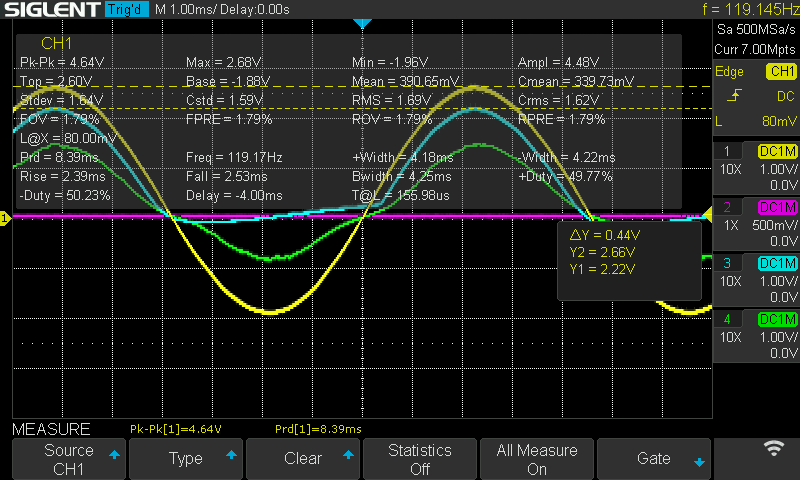 SIGLENT Trig'd M 1.00ms/ Delay:0.00s f = 119.145Hz
Sa 500MSa/s
Curr 7.00Mpts
CH1
Pk-Pk = 4.64V Max = 2.68V Min = -1.96V Ampl = 4.48V
Top = 2.60V Base = -1.88V Mean = 390.65mV Cmean = 339.73mV
Stdev = 1.64V Cstd = 1.59V RMS = 1.69V Crms = 1.62V
FOV = 1.79% FPRE = 1.79% ROV = 1.79% RPRE = 1.79%
L@X = 80.00mV
Prd = 8.39ms Freq = 119.17Hz +Width = 4.18ms -Width = 4.22ms
Rise = 2.39ms Fall = 2.53ms Bwidth = 4.25ms +Duty = 49.77%
-Duty = 50.23% Delay = -4.00ms T@L = 155.98us
Edge CH1
DC
L 80mV
1 DC1M
10X 1.00V/
0.0V
2 DC1M
1X 500mV/
0.0V
3 DC1M
10X 1.00V/
0.0V
4 DC1M
10X 1.00V/
0.0V
1
△Y = 0.44V
Y2 = 2.66V
Y1 = 2.22V
MEASURE Pk-Pk[1]=4.64V Prd[1]=8.39ms
Source
CH1
Type
Clear
Statistics
Off
All Measure
On
Gate